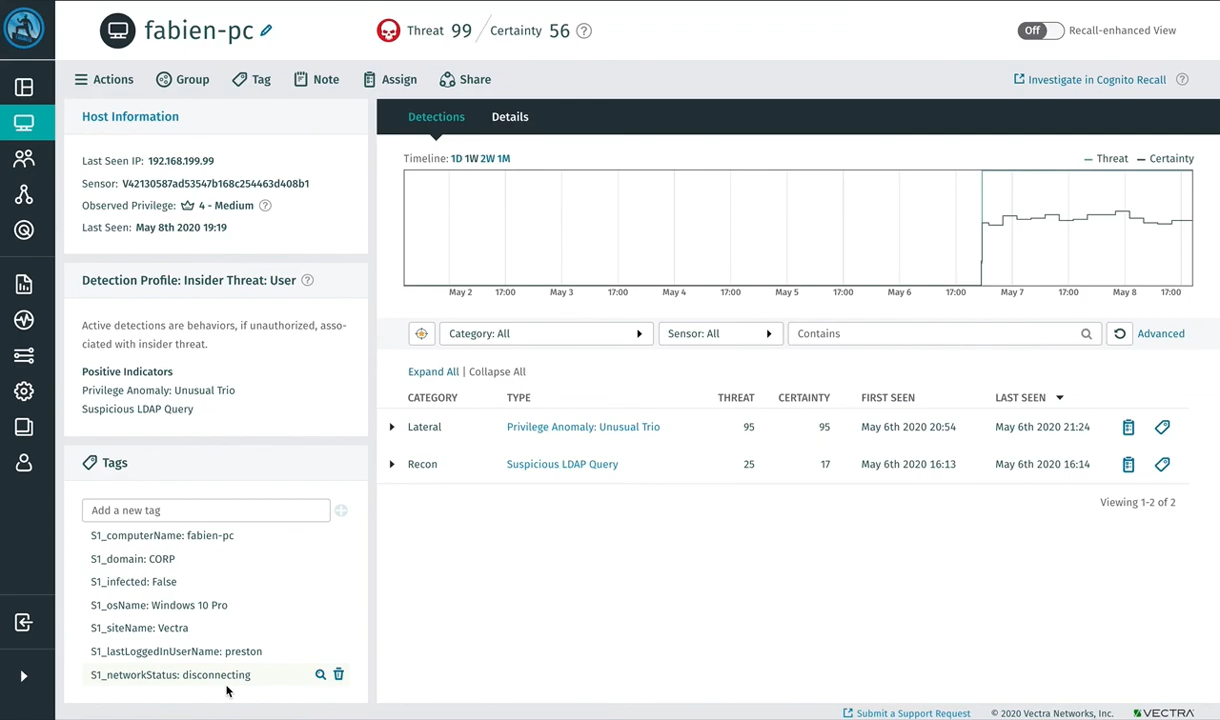 fabien-pc
Threat 99 / Certainty 56 ?
Off Recall-enhanced View
Actions Group Tag Note Assign Share
Investigate in Cognito Recall ?
Host Information
Last Seen IP: 192.168.199.99
Sensor: V42130587ad53547b168c254463d408b1
Observed Privilege: 4 - Medium ?
Last Seen: May 8th 2020 19:19
Detection Profile: Insider Threat: User ?
Active detections are behaviors, if unauthorized, asso-
ciated with insider threat.
Positive Indicators
Privilege Anomaly: Unusual Trio
Suspicious LDAP Query
Tags
Add a new tag
S1_computerName: fabien-pc
S1_domain: CORP
S1_infected: False
S1_osName: Windows 10 Pro
S1_siteName: Vectra
S1_lastLoggedInUserName: preston
S1_networkStatus: disconnecting
Detections Details
Timeline: 1D 1W 2W 1M
Threat Certainty
May 2 17:00 May 3 17:00 May 4 17:00 May 5 17:00 May 6 17:00 May 7 17:00 May 8 17:00
Category: All Sensor: All Contains Advanced
Expand All | Collapse All
CATEGORY TYPE THREAT CERTAINTY FIRST SEEN LAST SEEN
Lateral Privilege Anomaly: Unusual Trio 95 95 May 6th 2020 20:54 May 6th 2020 21:24
Recon Suspicious LDAP Query 25 17 May 6th 2020 16:13 May 6th 2020 16:14
Viewing 1-2 of 2
Submit a Support Request © 2020 Vectra Networks, Inc. VECTRA